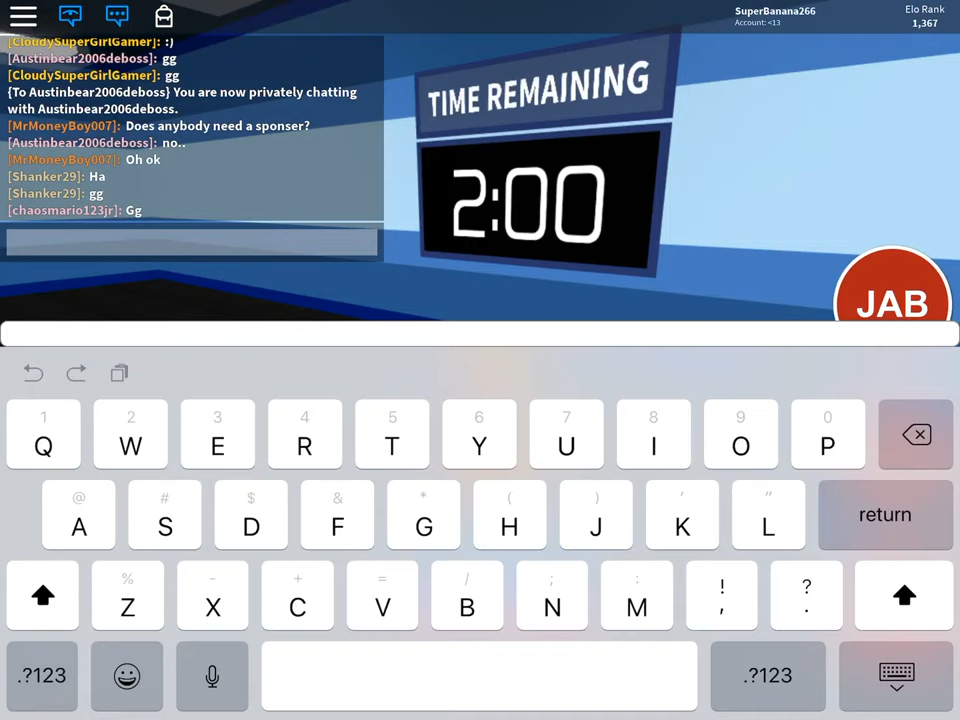 SuperBanana266
Account: <13
Elo Rank
1,367
[CloudySuperGirlGamer]: :)
[Austinbear2006deboss]: gg
[CloudySuperGirlGamer]: gg
{To Austinbear2006deboss} You are now privately chatting
with Austinbear2006deboss.
[MrMoneyBoy007]: Does anybody need a sponser?
[Austinbear2006deboss]: no..
[MrMoneyBoy007]: Oh ok
[Shanker29]: Ha
[Shanker29]: gg
[chaosmario123jr]: Gg
TIME REMAINING
2:00
JAB
1 2 3 4 5 6 7 8 9 0
Q W E R T Y U I O P
@ # $ & * ( ) ' "
A S D F G H J K L return
% - + = / ; : ! ?
Z X C V B N M , .
.?123 .?123